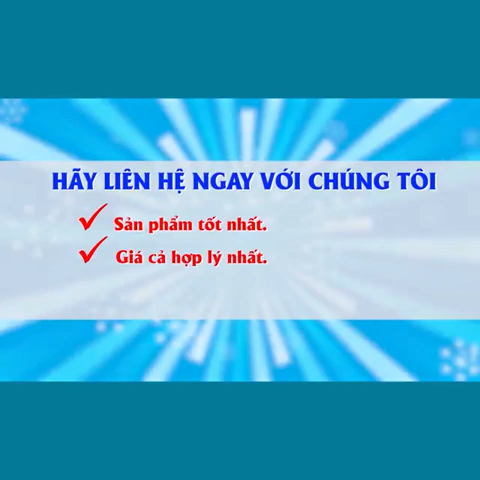 HÃY LIÊN HỆ NGAY VỚI CHÚNG TÔI
Sản phẩm tốt nhất.
Giá cả hợp lý nhất.